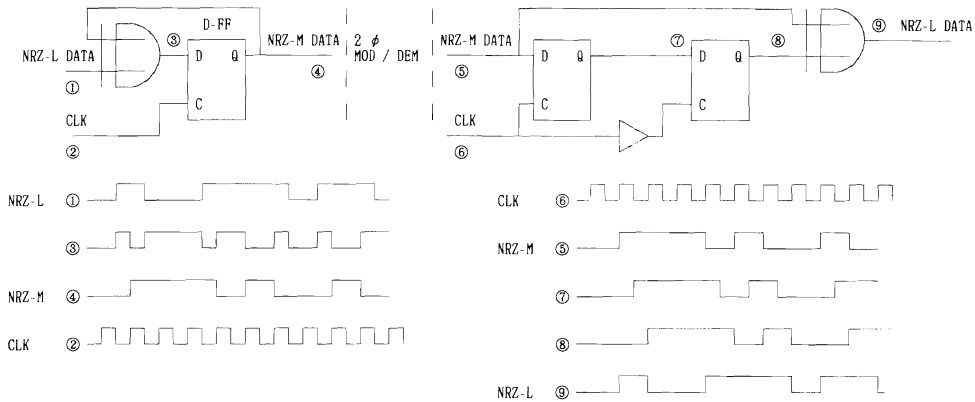 D-FF
③
D Q
C
NRZ-L DATA
①
CLK
②
NRZ-M DATA
④
2 φ
MOD / DEM
NRZ-M DATA
⑤
CLK
⑥
D Q
C
⑦
D Q
C
⑧
⑨ NRZ-L DATA
NRZ-L ①
③
NRZ-M ④
CLK ②
CLK ⑥
NRZ-M ⑤
⑦
⑧
NRZ-L ⑨